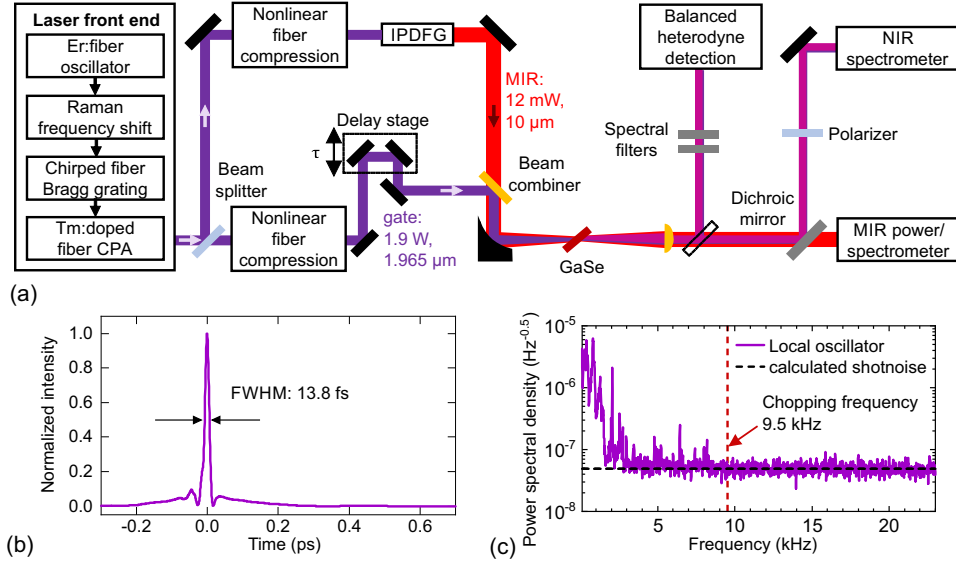 Laser front end
Er:fiber
oscillator
Raman
frequency shift
Chirped fiber
Bragg grating
Tm:doped
fiber CPA
Beam
splitter
Nonlinear
fiber
compression
IPDFG
MIR:
12 mW,
10 µm
Delay stage
τ
Nonlinear
fiber
compression
gate:
1.9 W,
1.965 µm
Beam
combiner
GaSe
Balanced
heterodyne
detection
Spectral
filters
NIR
spectrometer
Polarizer
Dichroic
mirror
MIR power/
spectrometer
(a)
Normalized intensity
1.0
0.8
0.6
0.4
0.2
0.0
FWHM: 13.8 fs
-0.2
0.0
0.2
0.4
0.6
Time (ps)
(b)
Power spectral density (Hz-0.5)
10-5
10-6
10-7
10-8
Local oscillator
calculated shotnoise
Chopping frequency
9.5 kHz
5
10
15
20
Frequency (kHz)
(c)